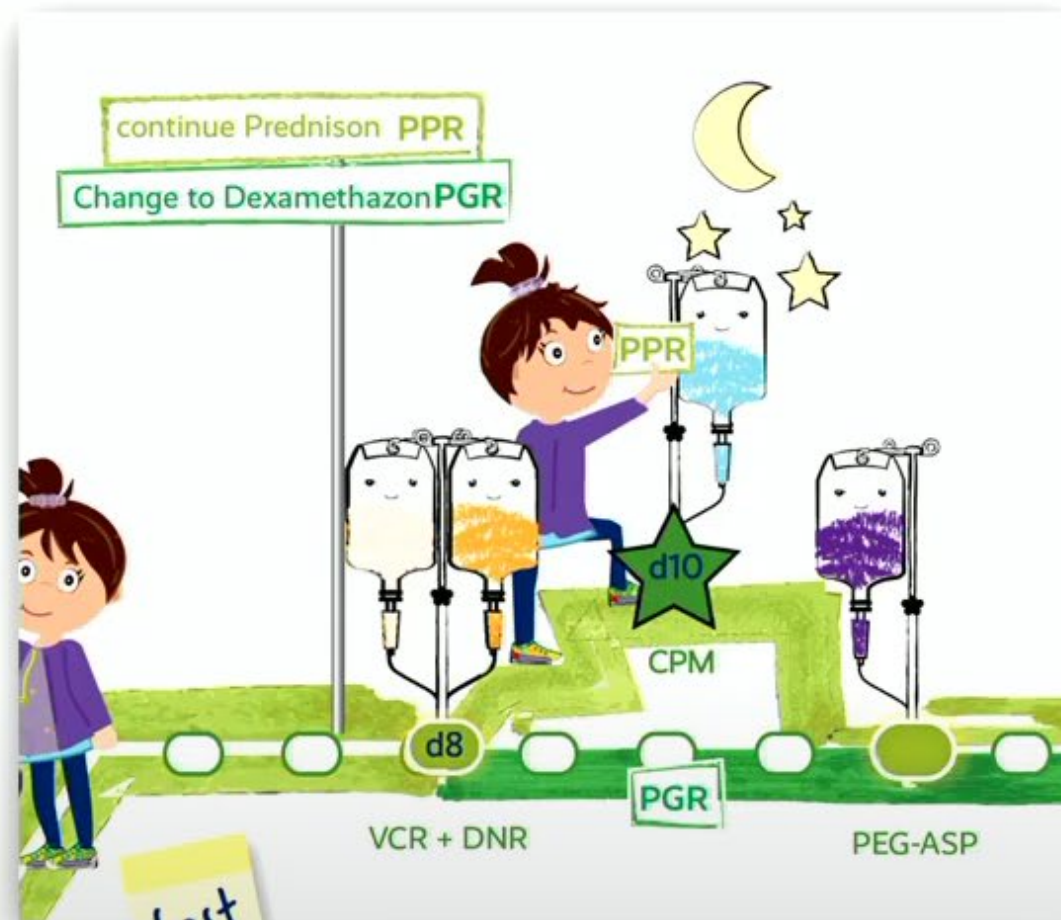 continue Prednison PPR
Change to Dexamethazon PGR
PPR
d10
CPM
d8
PGR
VCR + DNR
PEG-ASP